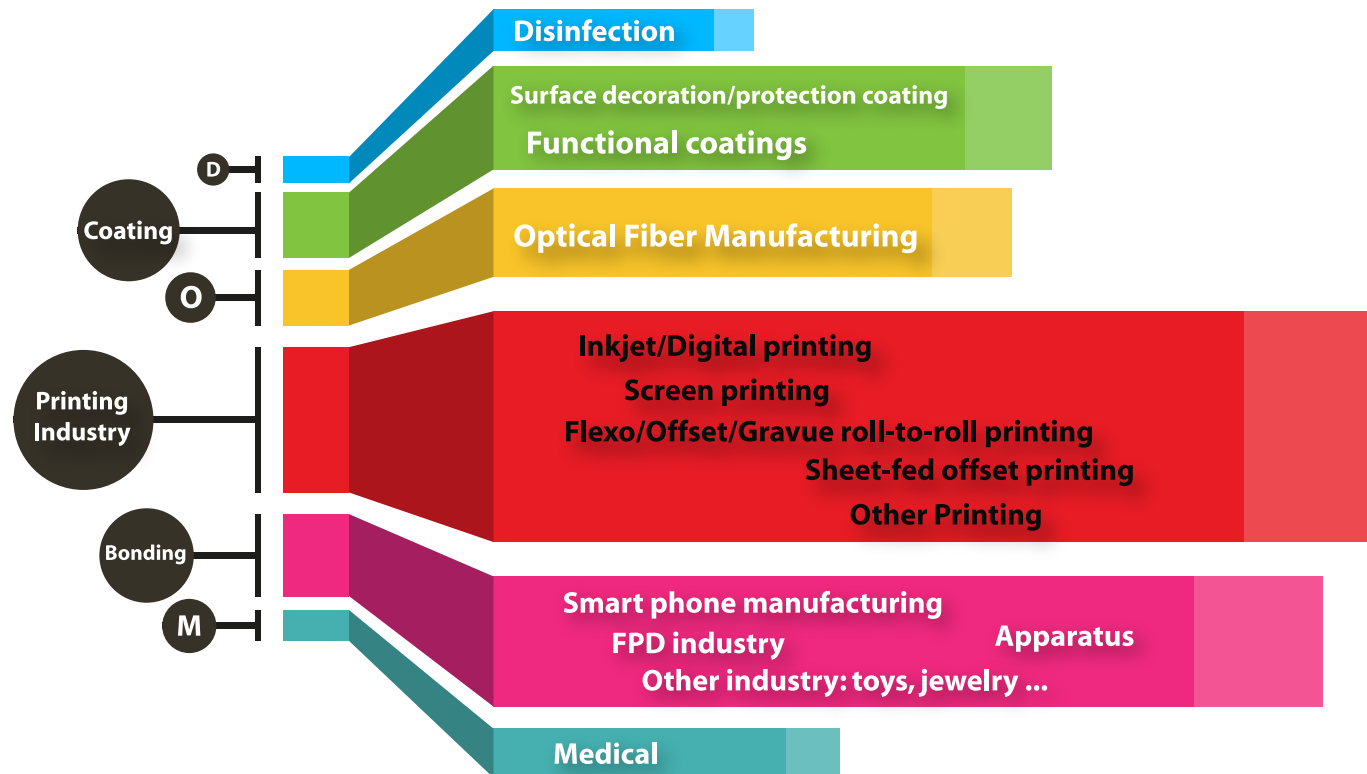 Disinfection
Surface decoration/protection coating
Functional coatings
D
Coating
Optical Fiber Manufacturing
O
Inkjet/Digital printing
Screen printing
Printing
Industry
Flexo/Offset/Gravue roll-to-roll printing
Sheet-fed offset printing
Other Printing
Bonding
Smart phone manufacturing
FPD industry
Apparatus
Other industry: toys, jewelry ...
M
Medical